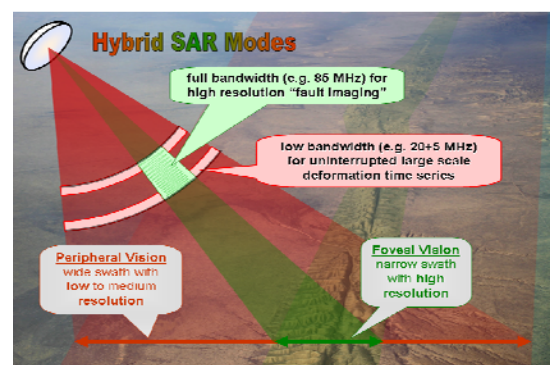 Hybrid SAR Modes
full bandwidth (e.g. 85 MHz) for
high resolution "fault imaging"
low bandwidth (e.g. 20+5 MHz)
for uninterrupted large scale
deformation time series
Peripheral Vision
wide swath with
low to medium
resolution
Foveal Vision
narrow swath
with high
resolution